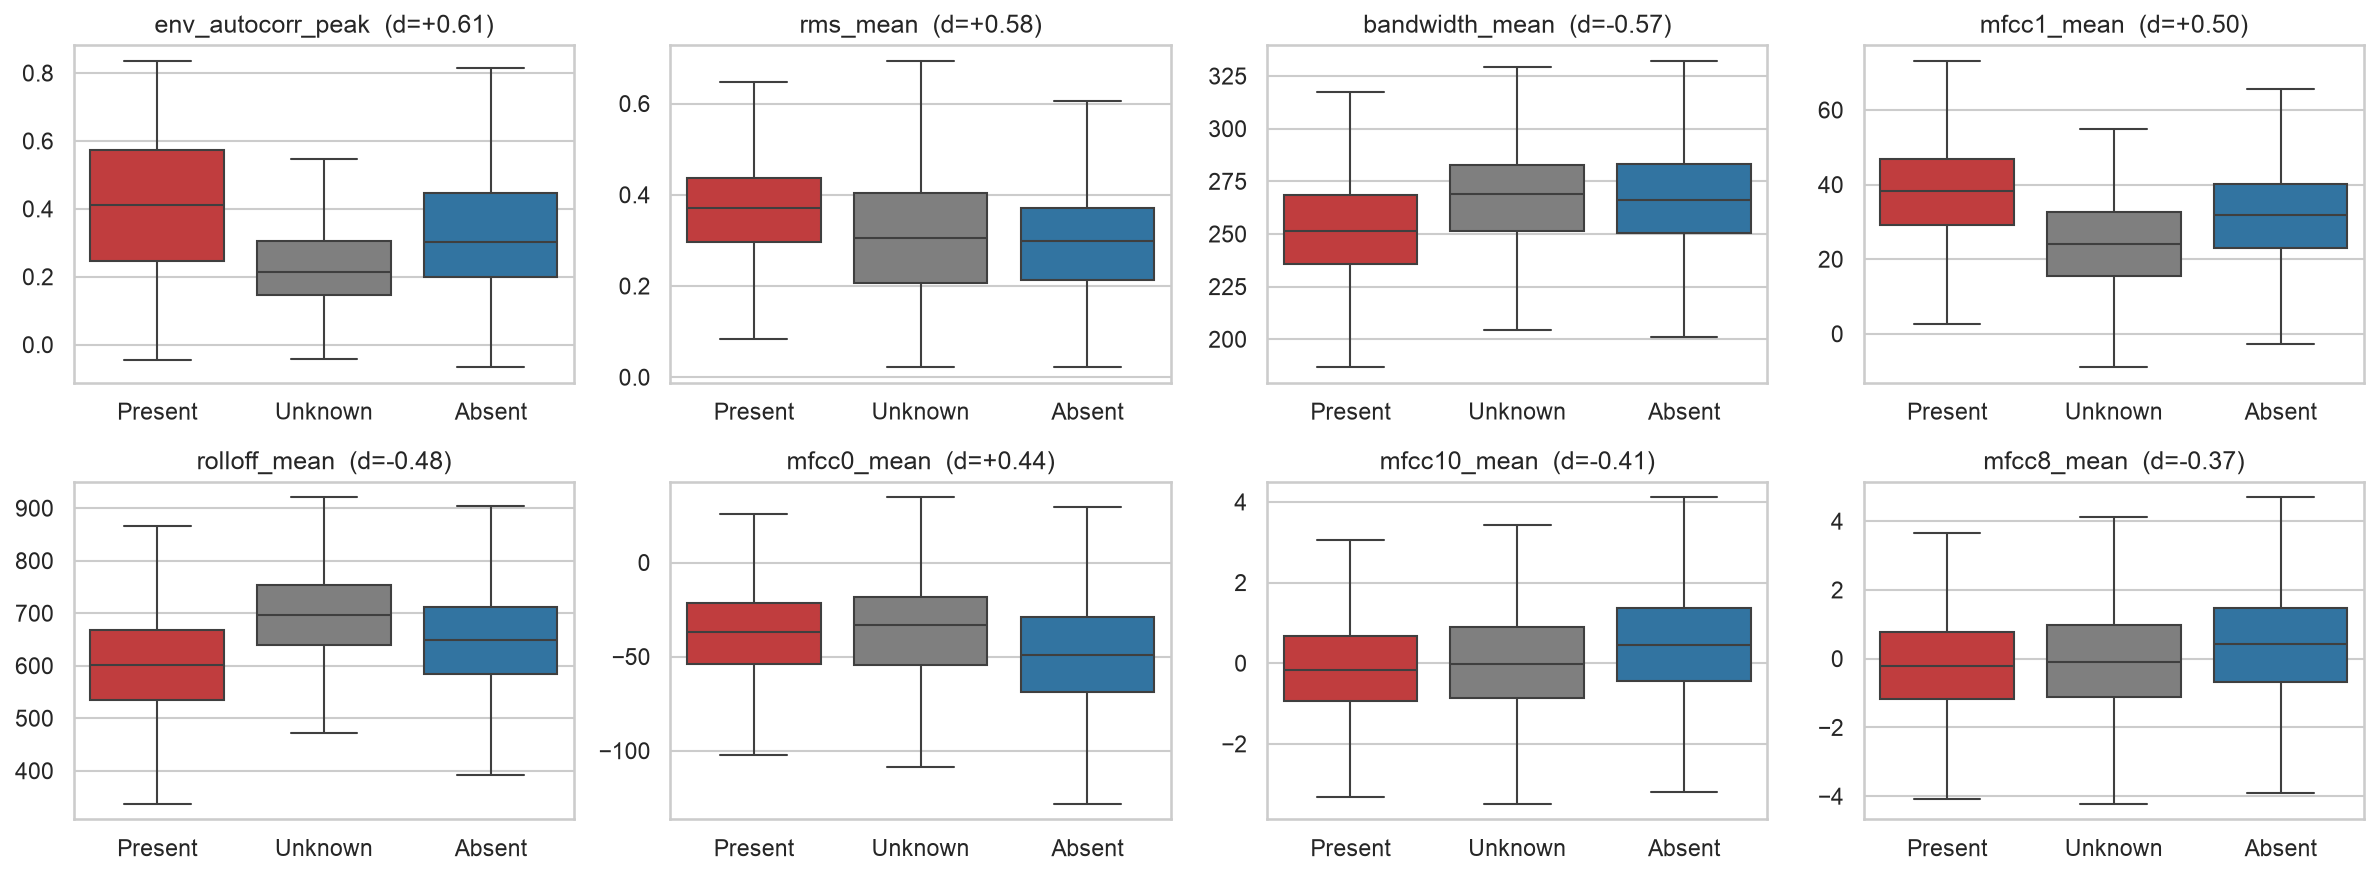 env_autocorr_peak (d=+0.61)
0.8
0.6
0.4
0.2
0.0
Present Unknown Absent
rms_mean (d=+0.58)
0.6
0.4
0.2
0.0
Present Unknown Absent
bandwidth_mean (d=-0.57)
325
300
275
250
225
200
Present Unknown Absent
mfcc1_mean (d=+0.50)
60
40
20
0
Present Unknown Absent
rolloff_mean (d=-0.48)
900
800
700
600
500
400
Present Unknown Absent
mfcc0_mean (d=+0.44)
0
−50
−100
Present Unknown Absent
mfcc10_mean (d=-0.41)
4
2
0
−2
Present Unknown Absent
mfcc8_mean (d=-0.37)
4
2
0
−2
−4
Present Unknown Absent